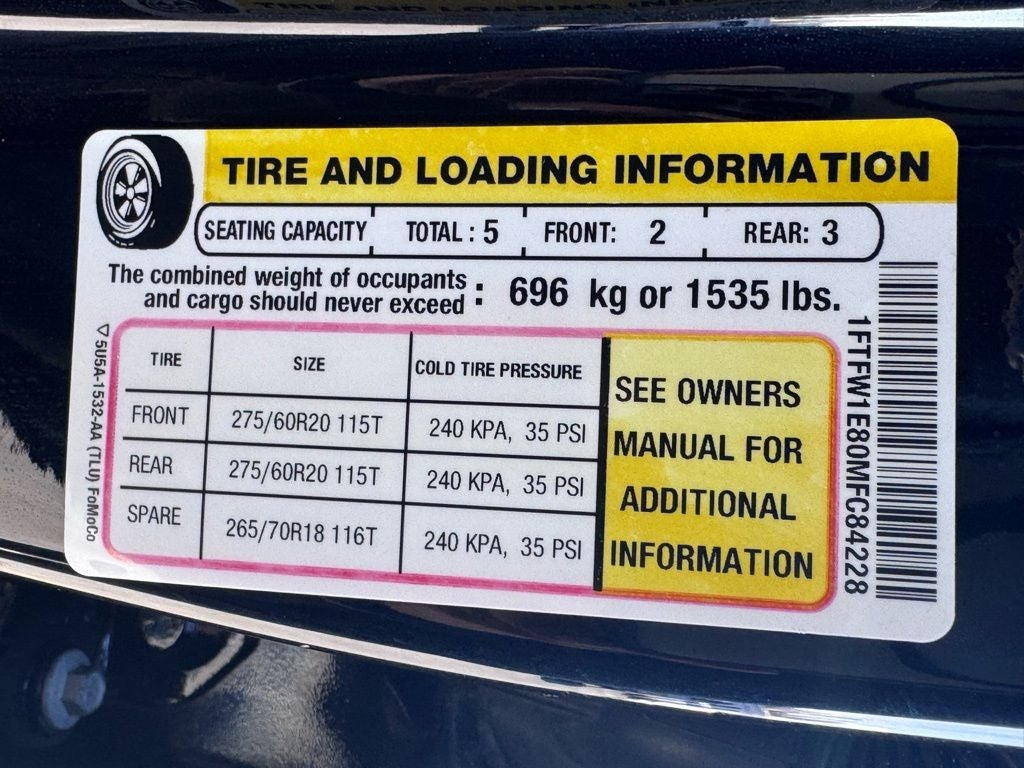 TIRE AND LOADING INFORMATION
SEATING CAPACITY TOTAL : 5 FRONT: 2 REAR: 3
The combined weight of occupants
and cargo should never exceed : 696 kg or 1535 lbs.
TIRE SIZE COLD TIRE PRESSURE
FRONT 275/60R20 115T 240 KPA, 35 PSI
REAR 275/60R20 115T 240 KPA, 35 PSI
SPARE 265/70R18 116T 240 KPA, 35 PSI
SEE OWNERS
MANUAL FOR
ADDITIONAL
INFORMATION
1FTFW1E80MFC84228
5U5A-1532-AA (TLU) FoMoCo